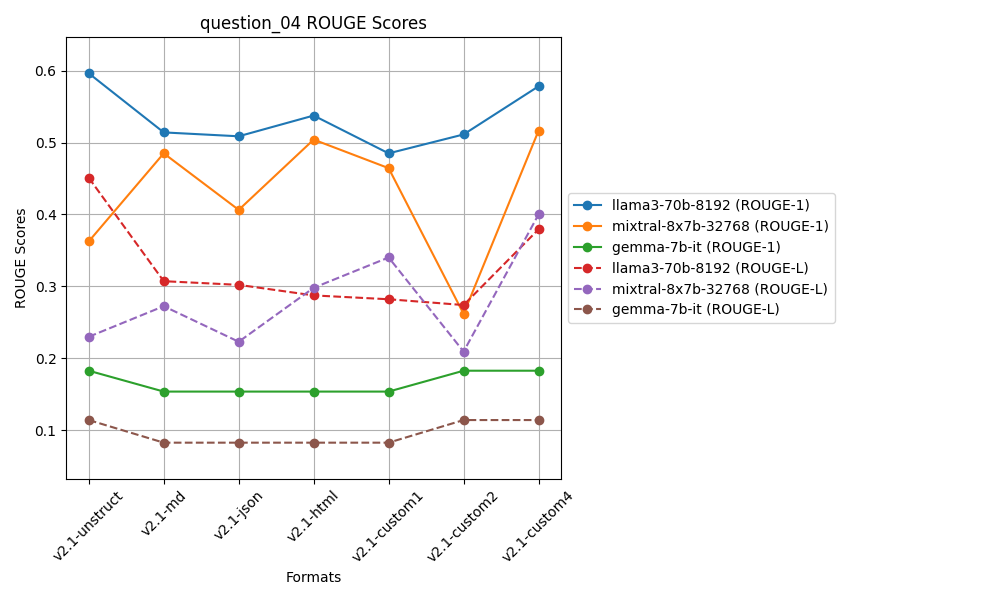 question_04 ROUGE Scores
ROUGE Scores
0.6
0.5
0.4
0.3
0.2
0.1
v2.1-unstruct
v2.1-md
v2.1-json
v2.1-html
v2.1-custom1
v2.1-custom2
v2.1-custom4
Formats
llama3-70b-8192 (ROUGE-1)
mixtral-8x7b-32768 (ROUGE-1)
gemma-7b-it (ROUGE-1)
llama3-70b-8192 (ROUGE-L)
mixtral-8x7b-32768 (ROUGE-L)
gemma-7b-it (ROUGE-L)